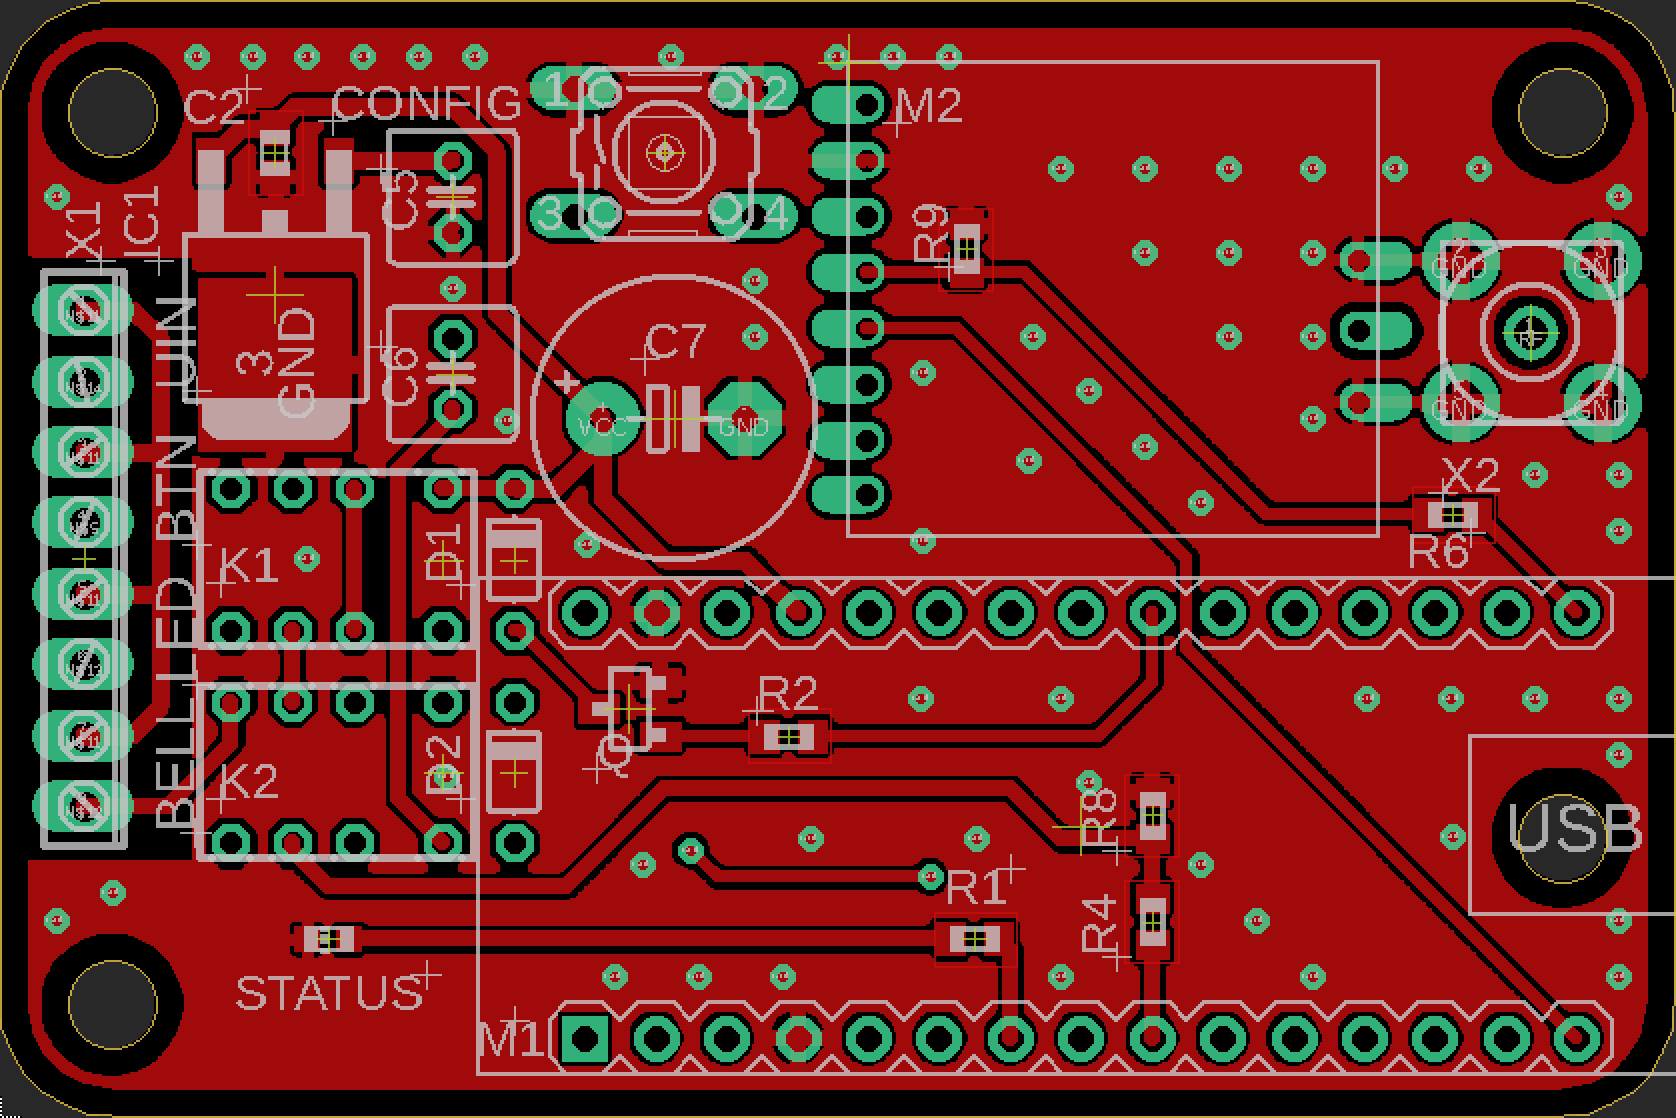 C2
CONFIG
1
2
M2
X1
IC1
C5
3
4
R9
GND
GND
UIN
3
GND
C6
C7
+
VCC
GND
RF
GND
GND
X2
R6
BTN
K1
D1
LED
R2
Q
BELL
K2
D2
R8
USB
R1
R4
STATUS
M1